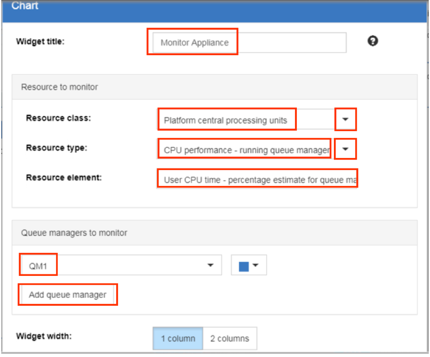 Chart
Widget title: Monitor Appliance
Resource to monitor
Resource class: Platform central processing units
Resource type: CPU performance - running queue manager
Resource element: User CPU time - percentage estimate for queue ma
Queue managers to monitor
QM1
Add queue manager
Widget width: 1 column 2 columns